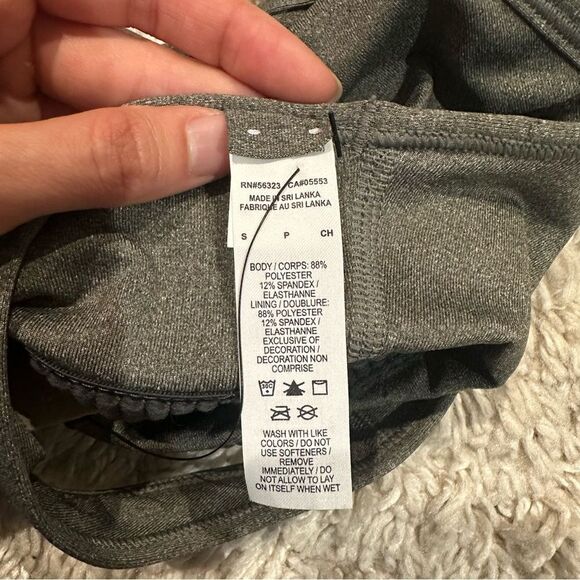 RN#56323 CA#05553
MADE IN SRI LANKA
FABRIQUE AU SRI LANKA
S P CH
BODY / CORPS: 88%
POLYESTER
12% SPANDEX /
ELASTHANNE
LINING / DOUBLURE:
88% POLYESTER
12% SPANDEX /
ELASTHANNE
EXCLUSIVE OF
DECORATION /
DECORATION NON
COMPRISE
WASH WITH LIKE
COLORS / DO NOT
USE SOFTENERS /
REMOVE
IMMEDIATELY / DO
NOT ALLOW TO LAY
ON ITSELF WHEN WET